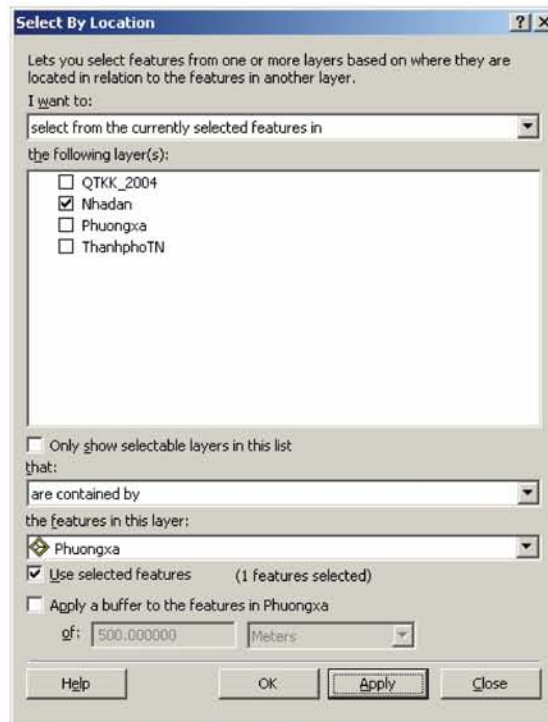 Select By Location
Lets you select features from one or more layers based on where they are
located in relation to the features in another layer.
I want to:
select from the currently selected features in
the following layer(s):
QTKK_2004
Nhadan
Phuongxa
ThanhphoTN
Only show selectable layers in this list
that:
are contained by
the features in this layer:
Phuongxa
Use selected features (1 features selected)
Apply a buffer to the features in Phuongxa
of: 500.000000 Meters
Help OK Apply Close